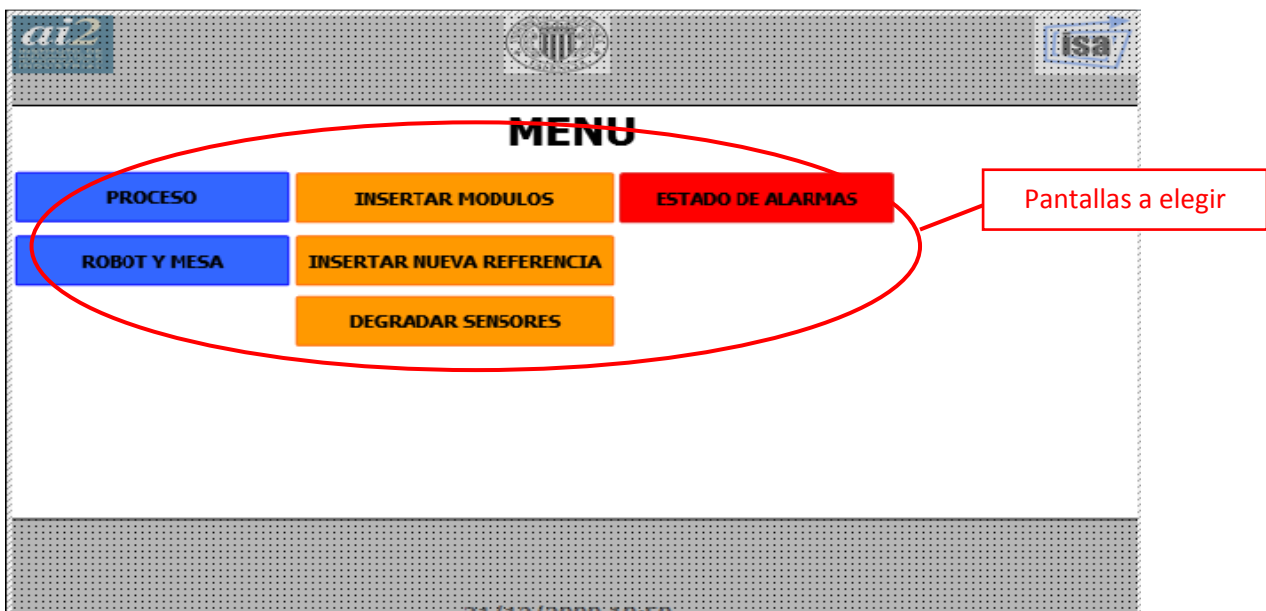 ai2
isa
MENU
PROCESO
INSERTAR MODULOS
ESTADO DE ALARMAS
Pantallas a elegir
ROBOT Y MESA
INSERTAR NUEVA REFERENCIA
DEGRADAR SENSORES